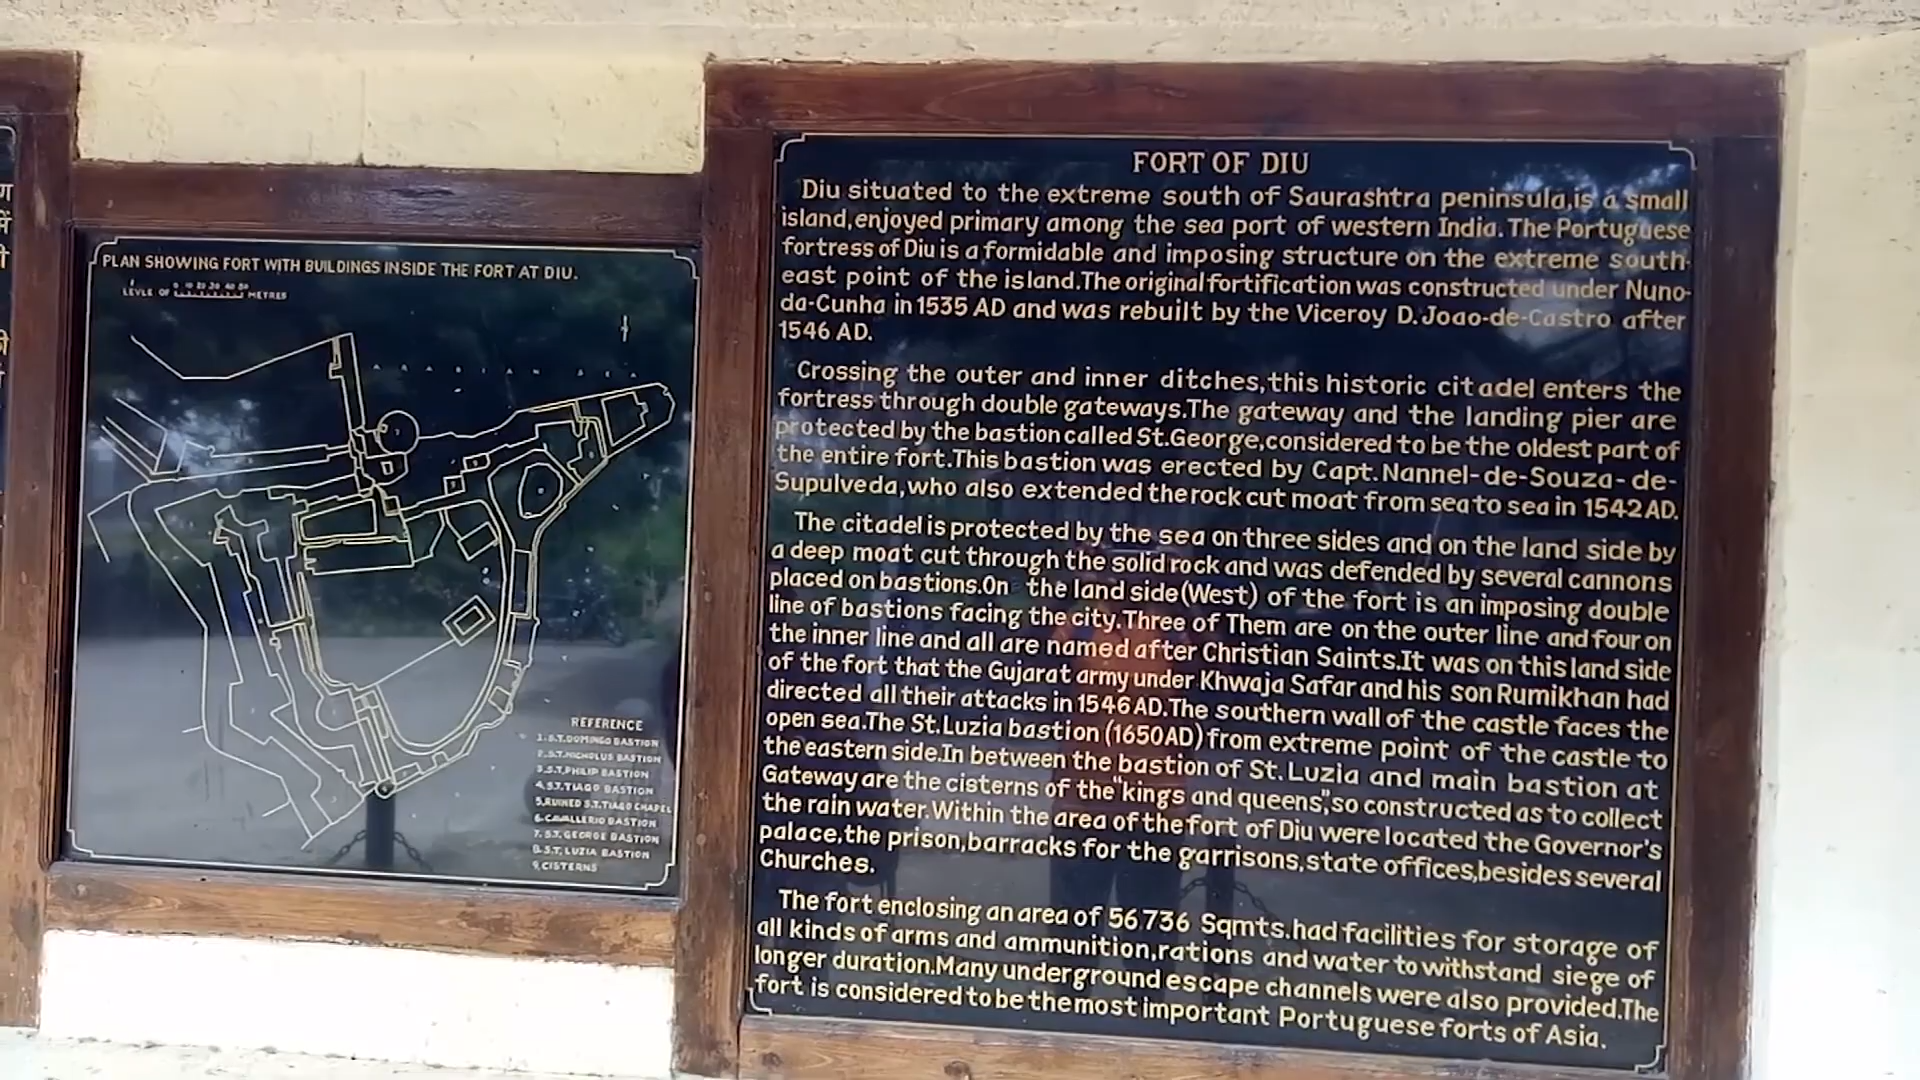 ण
में
PLAN SHOWING FORT WITH BUILDINGS INSIDE THE FORT AT DIU.
0 10 20 30 40 50
LEVLE OF METRES
ARABIAN SEA
REFERENCE
1. S.T. DOMINGO BASTION
2. S.T. NICHOLUS BASTION
3. S.T. PHILIP BASTION
4. S.T. TIAGO BASTION
5. RUINED S.T. TIAGO CHAPEL
6. CAVALLERIO BASTION
7. S.T. GEORGE BASTION
8. S.T. LUZIA BASTION
9. CISTERNS
FORT OF DIU
Diu situated to the extreme south of Saurashtra peninsula,is a small
island,enjoyed primary among the sea port of western India. The Portuguese
fortress of Diu is a formidable and imposing structure on the extreme south-
east point of the island.The original fortification was constructed under Nuno-
da-Cunha in 1535 AD and was rebuilt by the Viceroy D. Joao-de-Castro after
1546 AD.
Crossing the outer and inner ditches,this historic citadel enters the
fortress through double gateways.The gateway and the landing pier are
protected by the bastion called St.George,considered to be the oldest part of
the entire fort.This bastion was erected by Capt. Nannel-de-Souza-de-
Supulveda,who also extended the rock cut moat from sea to sea in 1542 AD.
The citadel is protected by the sea on three sides and on the land side by
a deep moat cut through the solid rock and was defended by several cannons
placed on bastions.On the land side(West) of the fort is an imposing double
line of bastions facing the city.Three of Them are on the outer line and four on
the inner line and all are named after Christian Saints.It was on this land side
of the fort that the Gujarat army under Khwaja Safar and his son Rumikhan had
directed all their attacks in 1546 AD.The southern wall of the castle faces the
open sea.The St.Luzia bastion (1650AD) from extreme point of the castle to
the eastern side.In between the bastion of St. Luzia and main bastion at
Gateway are the cisterns of the "kings and queens",so constructed as to collect
the rain water.Within the area of the fort of Diu were located the Governor's
palace,the prison,barracks for the garrisons,state offices,besides several
Churches.
The fort enclosing an area of 56736 Sqmts.had facilities for storage of
all kinds of arms and ammunition,rations and water to withstand siege of
longer duration.Many underground escape channels were also provided.The
fort is considered to be the most important Portuguese forts of Asia.